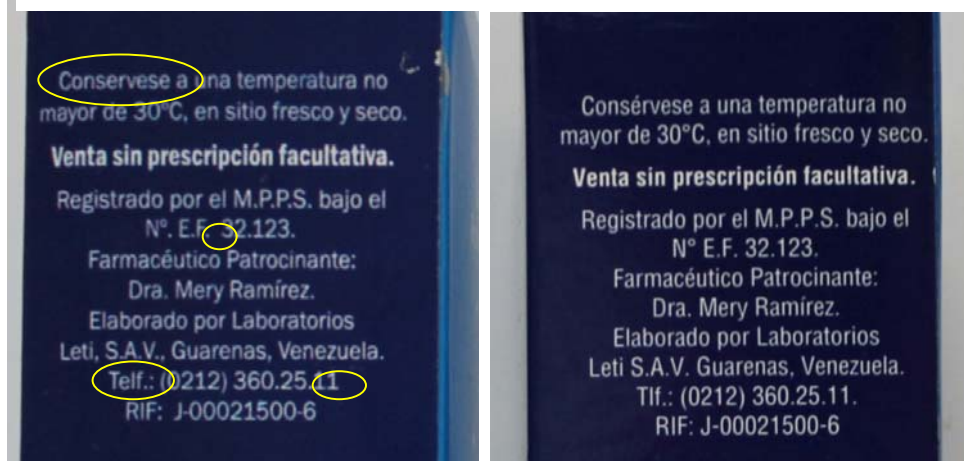 Conservese a una temperatura no
mayor de 30°C, en sitio fresco y seco.
Venta sin prescripción facultativa.
Registrado por el M.P.P.S. bajo el
N°. E.F. 32.123.
Farmacéutico Patrocinante:
Dra. Mery Ramírez.
Elaborado por Laboratorios
Leti, S.A.V., Guarenas, Venezuela.
Telf.: (0212) 360.25.11
RIF: J-00021500-6
Consérvese a una temperatura no
mayor de 30°C, en sitio fresco y seco.
Venta sin prescripción facultativa.
Registrado por el M.P.P.S. bajo el
N° E.F. 32.123.
Farmacéutico Patrocinante:
Dra. Mery Ramírez.
Elaborado por Laboratorios
Leti S.A.V. Guarenas, Venezuela.
Tlf.: (0212) 360.25.11.
RIF: J-00021500-6